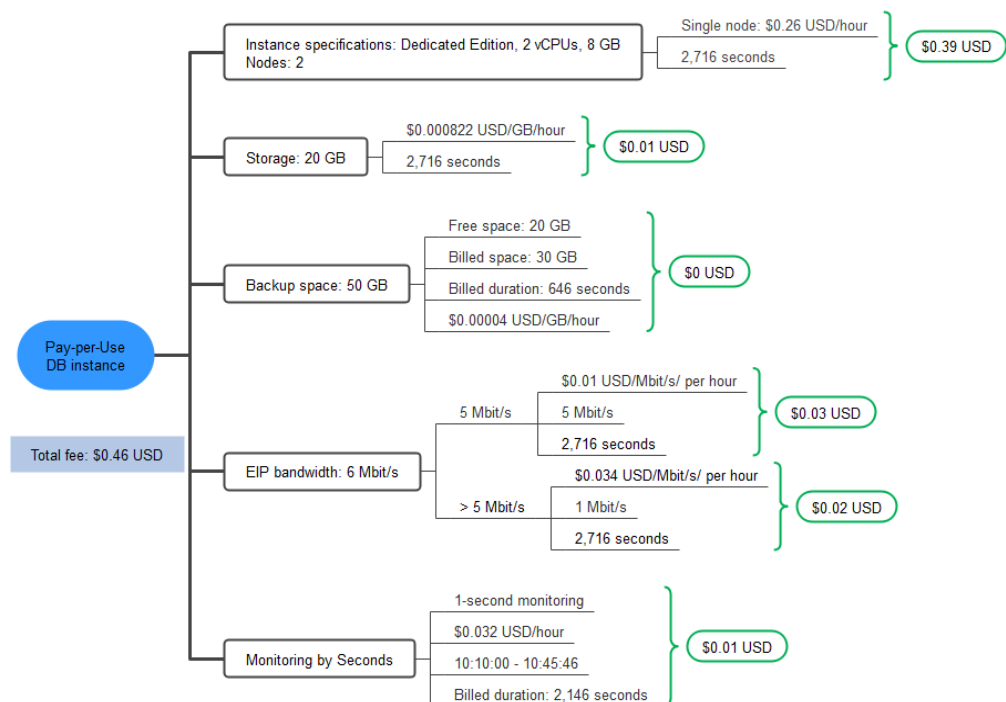 Pay-per-Use
DB instance
Total fee: $0.46 USD
Instance specifications: Dedicated Edition, 2 vCPUs, 8 GB
Nodes: 2
Single node: $0.26 USD/hour
2,716 seconds
$0.39 USD
Storage: 20 GB
$0.000822 USD/GB/hour
2,716 seconds
$0.01 USD
Backup space: 50 GB
Free space: 20 GB
Billed space: 30 GB
Billed duration: 646 seconds
$0.00004 USD/GB/hour
$0 USD
EIP bandwidth: 6 Mbit/s
5 Mbit/s
$0.01 USD/Mbit/s/ per hour
5 Mbit/s
2,716 seconds
$0.03 USD
> 5 Mbit/s
$0.034 USD/Mbit/s/ per hour
1 Mbit/s
2,716 seconds
$0.02 USD
Monitoring by Seconds
1-second monitoring
$0.032 USD/hour
10:10:00 - 10:45:46
Billed duration: 2,146 seconds
$0.01 USD